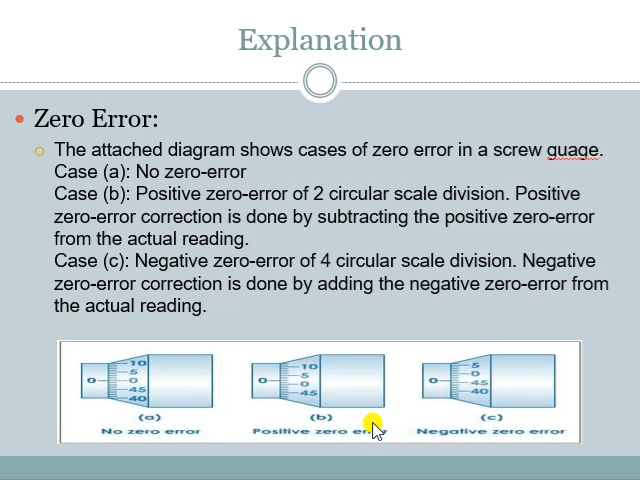 Explanation
Zero Error:
The attached diagram shows cases of zero error in a screw guage.
Case (a): No zero-error
Case (b): Positive zero-error of 2 circular scale division. Positive
zero-error correction is done by subtracting the positive zero-error
from the actual reading.
Case (c): Negative zero-error of 4 circular scale division. Negative
zero-error correction is done by adding the negative zero-error from
the actual reading.
10
5
0 0
45
40
10
5
0 0
45
5
0
0 45
40
(a) (b) (c)
No zero error Positive zero error Negative zero error